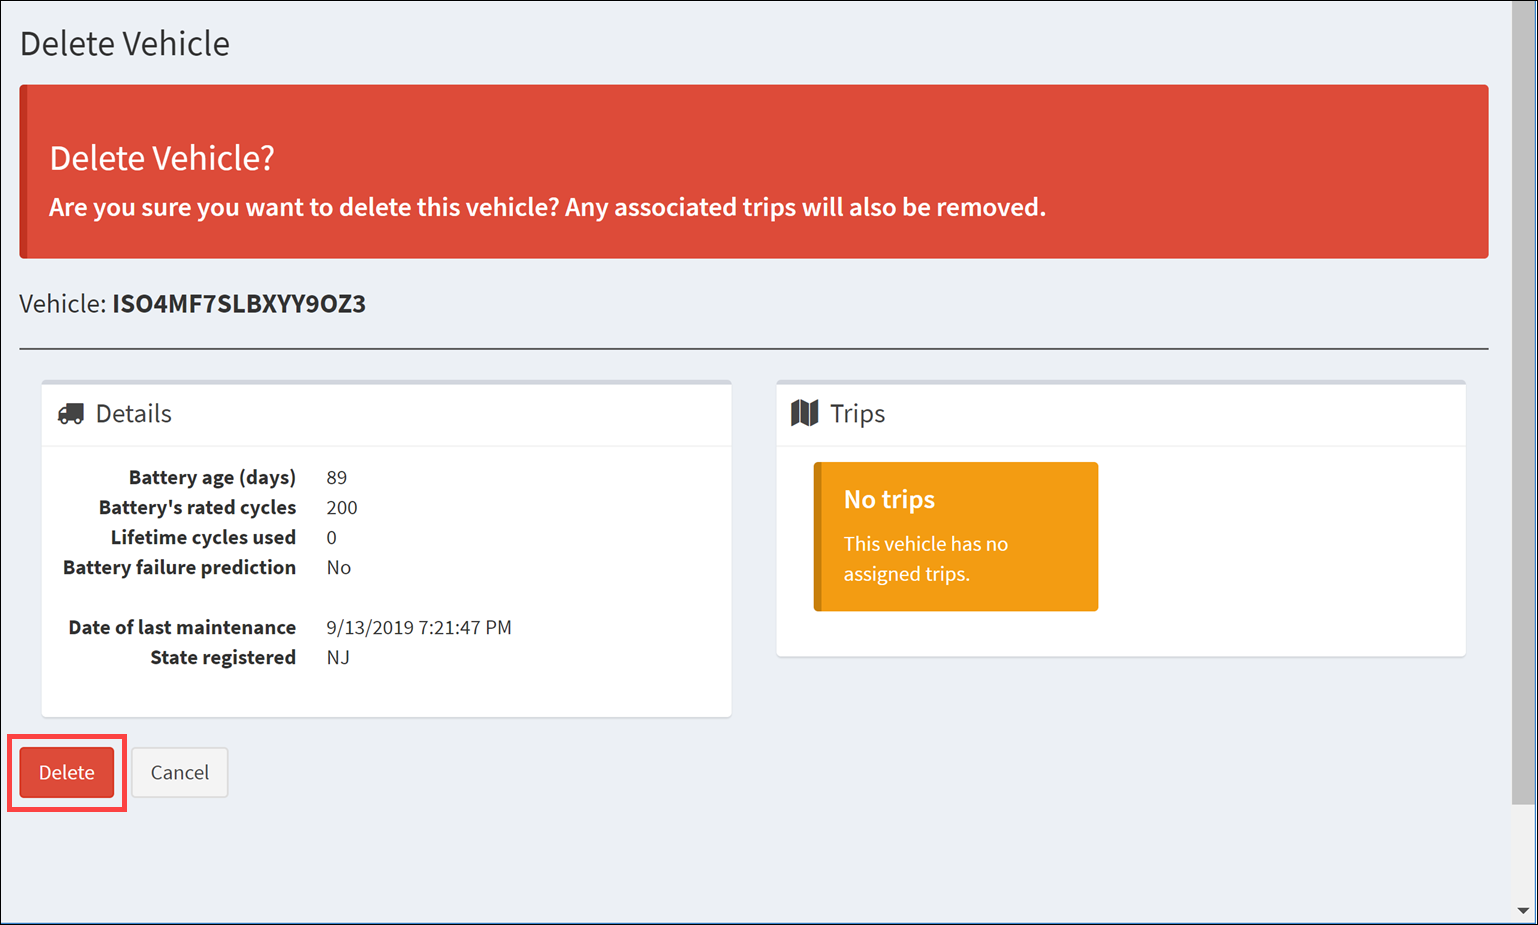 Delete Vehicle
Delete Vehicle?
Are you sure you want to delete this vehicle? Any associated trips will also be removed.
Vehicle: ISO4MF7SLBXYY9OZ3
Details
Battery age (days) 89
Battery's rated cycles 200
Lifetime cycles used 0
Battery failure prediction No
Date of last maintenance 9/13/2019 7:21:47 PM
State registered NJ
Trips
No trips
This vehicle has no
assigned trips.
Delete Cancel